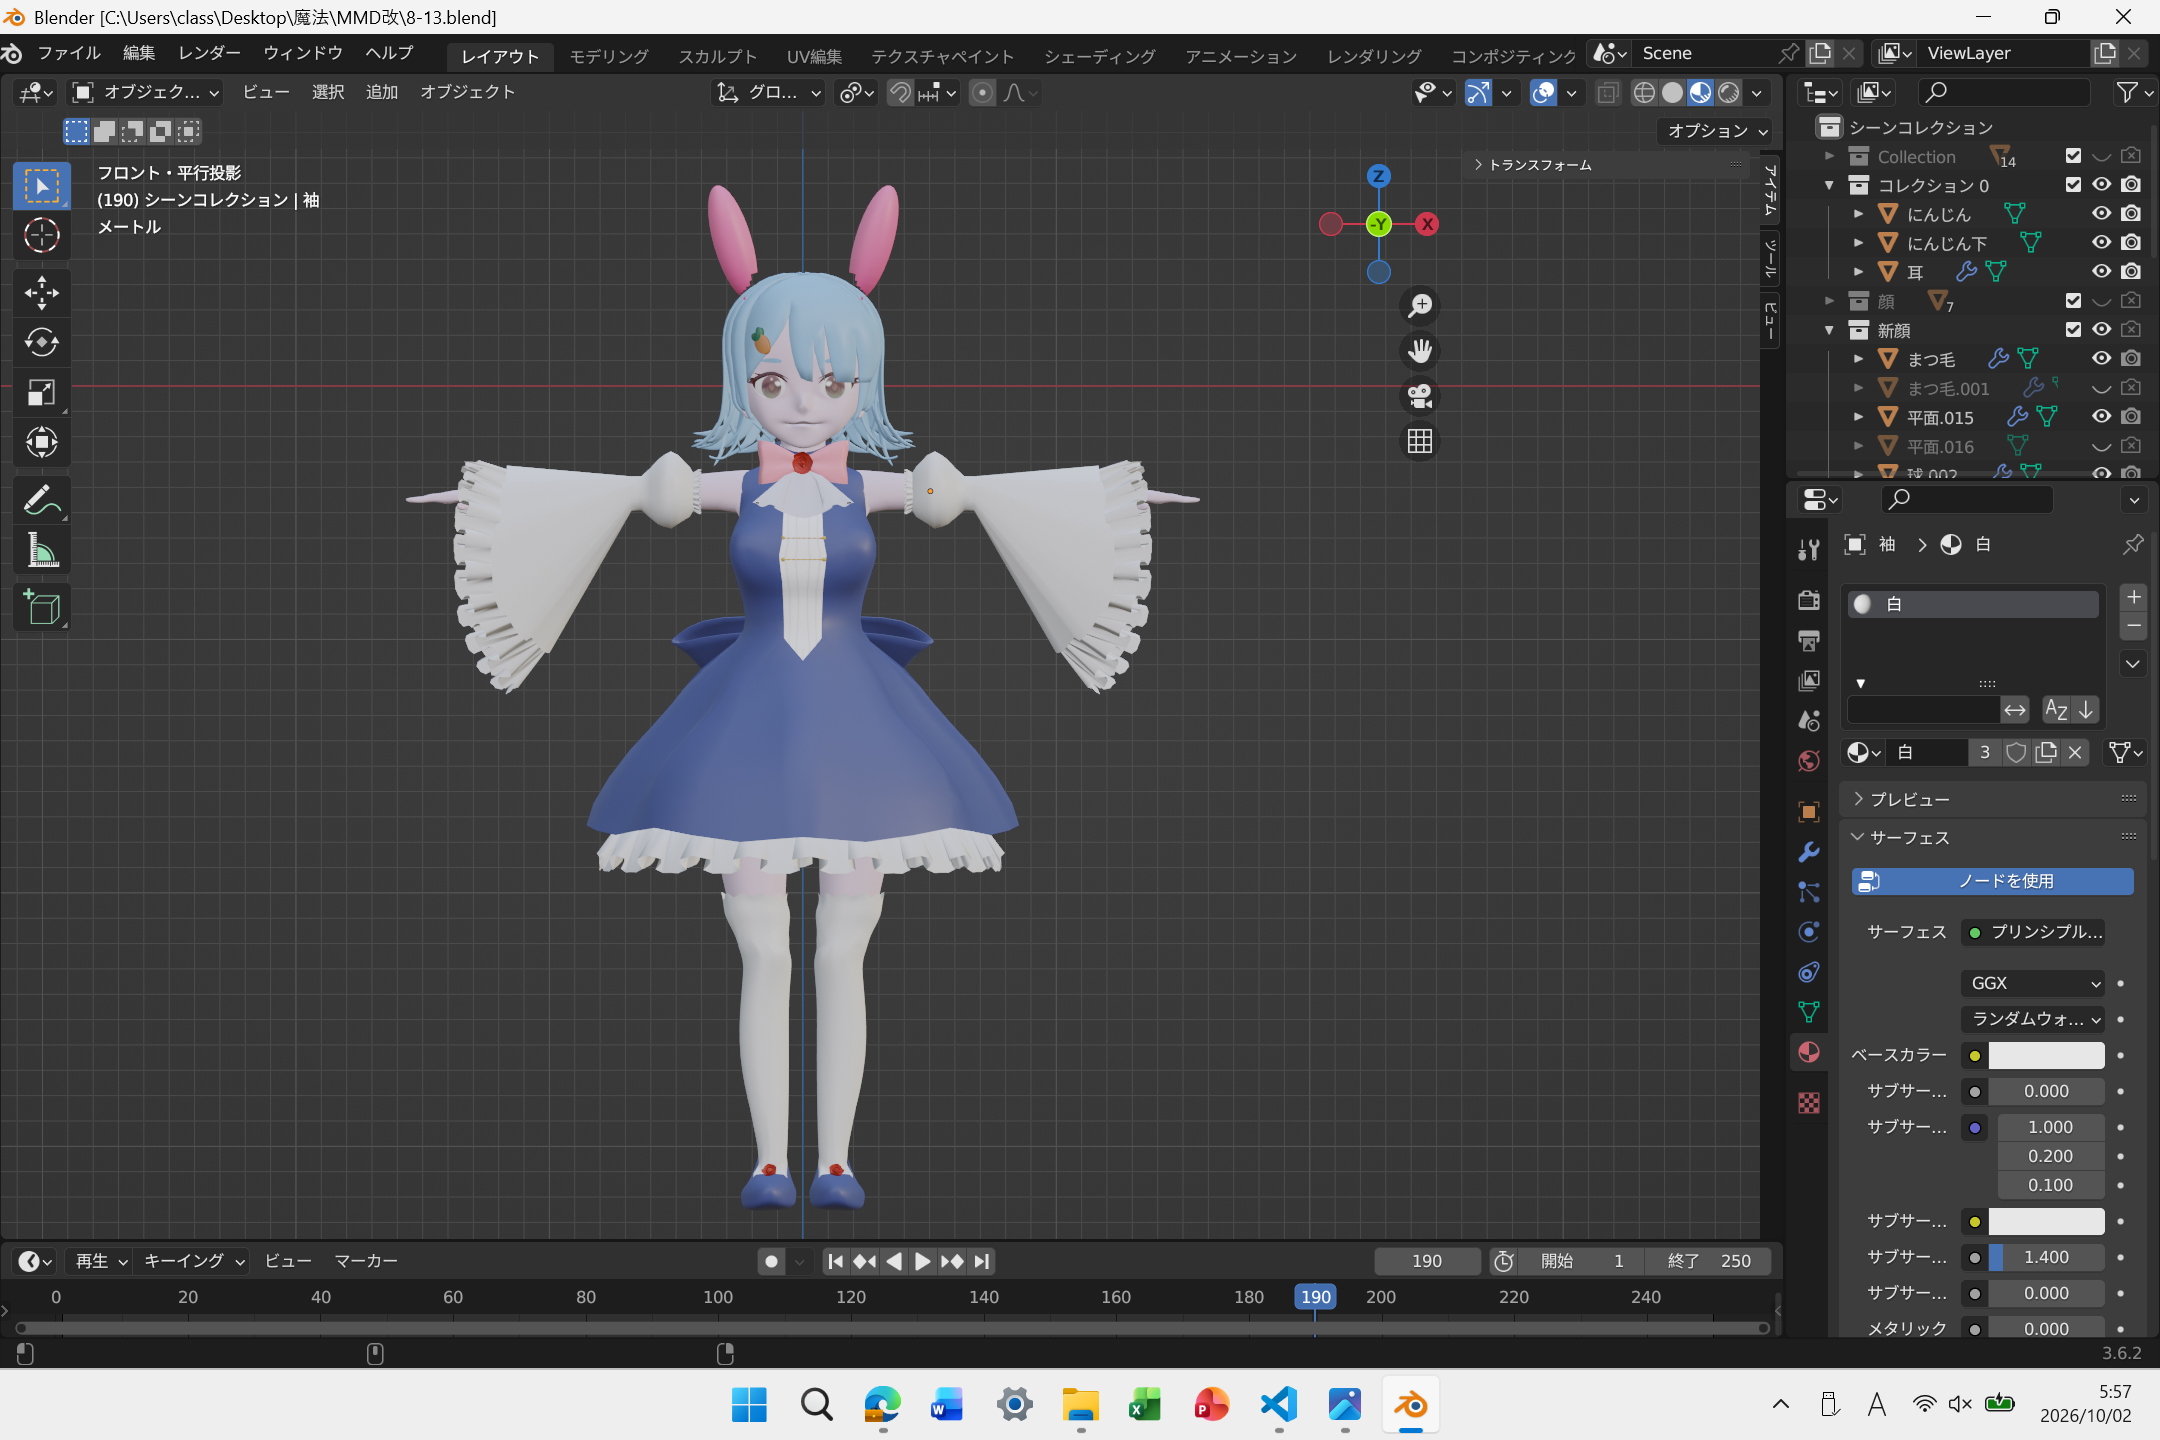 Blender [C:\Users\class\Desktop\魔法\MMD改\8-13.blend]
ファイル 編集 レンダー ウィンドウ ヘルプ レイアウト モデリング スカルプト UV編集 テクスチャペイント シェーディング アニメーション レンダリング コンポジティング Scene ViewLayer
オブジェク... ビュー 選択 追加 オブジェクト グロ...
オプション
フロント・平行投影
(190) シーンコレクション | 袖
メートル
トランスフォーム
アイテム
ツール
ビュー
Z
-Y
X
シーンコレクション
Collection 14
コレクション 0
にんじん
にんじん下
耳
顔 7
新顔
まつ毛
まつ毛.001
平面.015
平面.016
球.002
袖 白
白
AZ
白 3
プレビュー
サーフェス
ノードを使用
サーフェス プリンシプル...
GGX
ランダムウォ...
ベースカラー
サブサー... 0.000
サブサー... 1.000
0.200
0.100
サブサー...
サブサー... 1.400
サブサー... 0.000
メタリック 0.000
再生 キーイング ビュー マーカー 190 開始 1 終了 250
0 20 40 60 80 100 120 140 160 180 190 200 220 240
3.6.2
5:57
2026/10/02